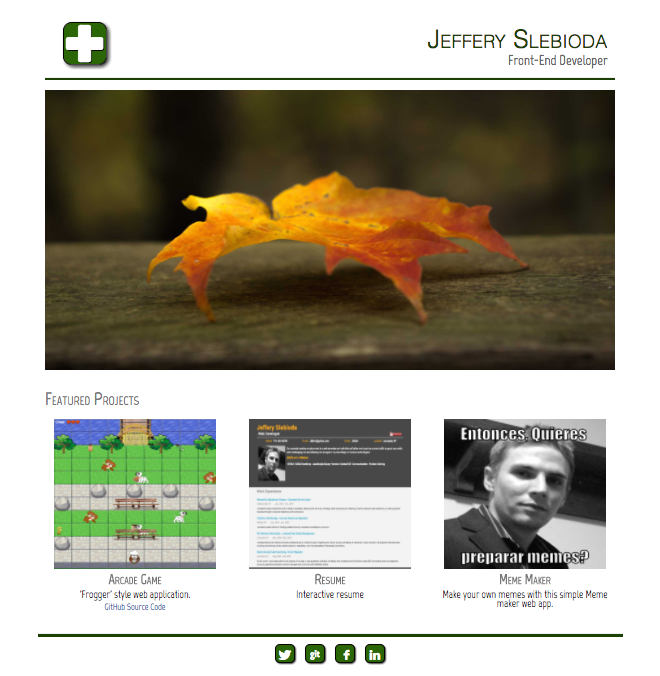 Jeffery Slebioda
Front-End Developer
Featured Projects
Jeffery Slebioda
Web Developer
Work Experience
Entonces, Quieres
preparar memes?
Arcade Game
'Frogger' style web application.
GitHub Source Code
Resume
Interactive resume
Meme Maker
Make your own memes with this simple Meme
maker web app.
git
f
in